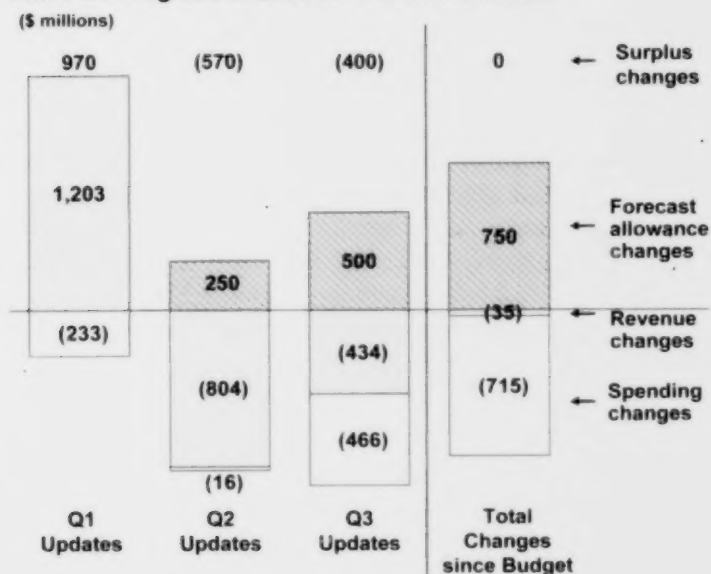 ($ millions)
970 (570) (400) 0 ← Surplus
changes
1,203
Forecast
← allowance
changes
750
500
250
(35) ← Revenue
changes
(233)
(434)
(804)
(715) ← Spending
changes
(466)
(16)
Q1 Q2 Q3 Total
Updates Updates Updates Changes
since Budget